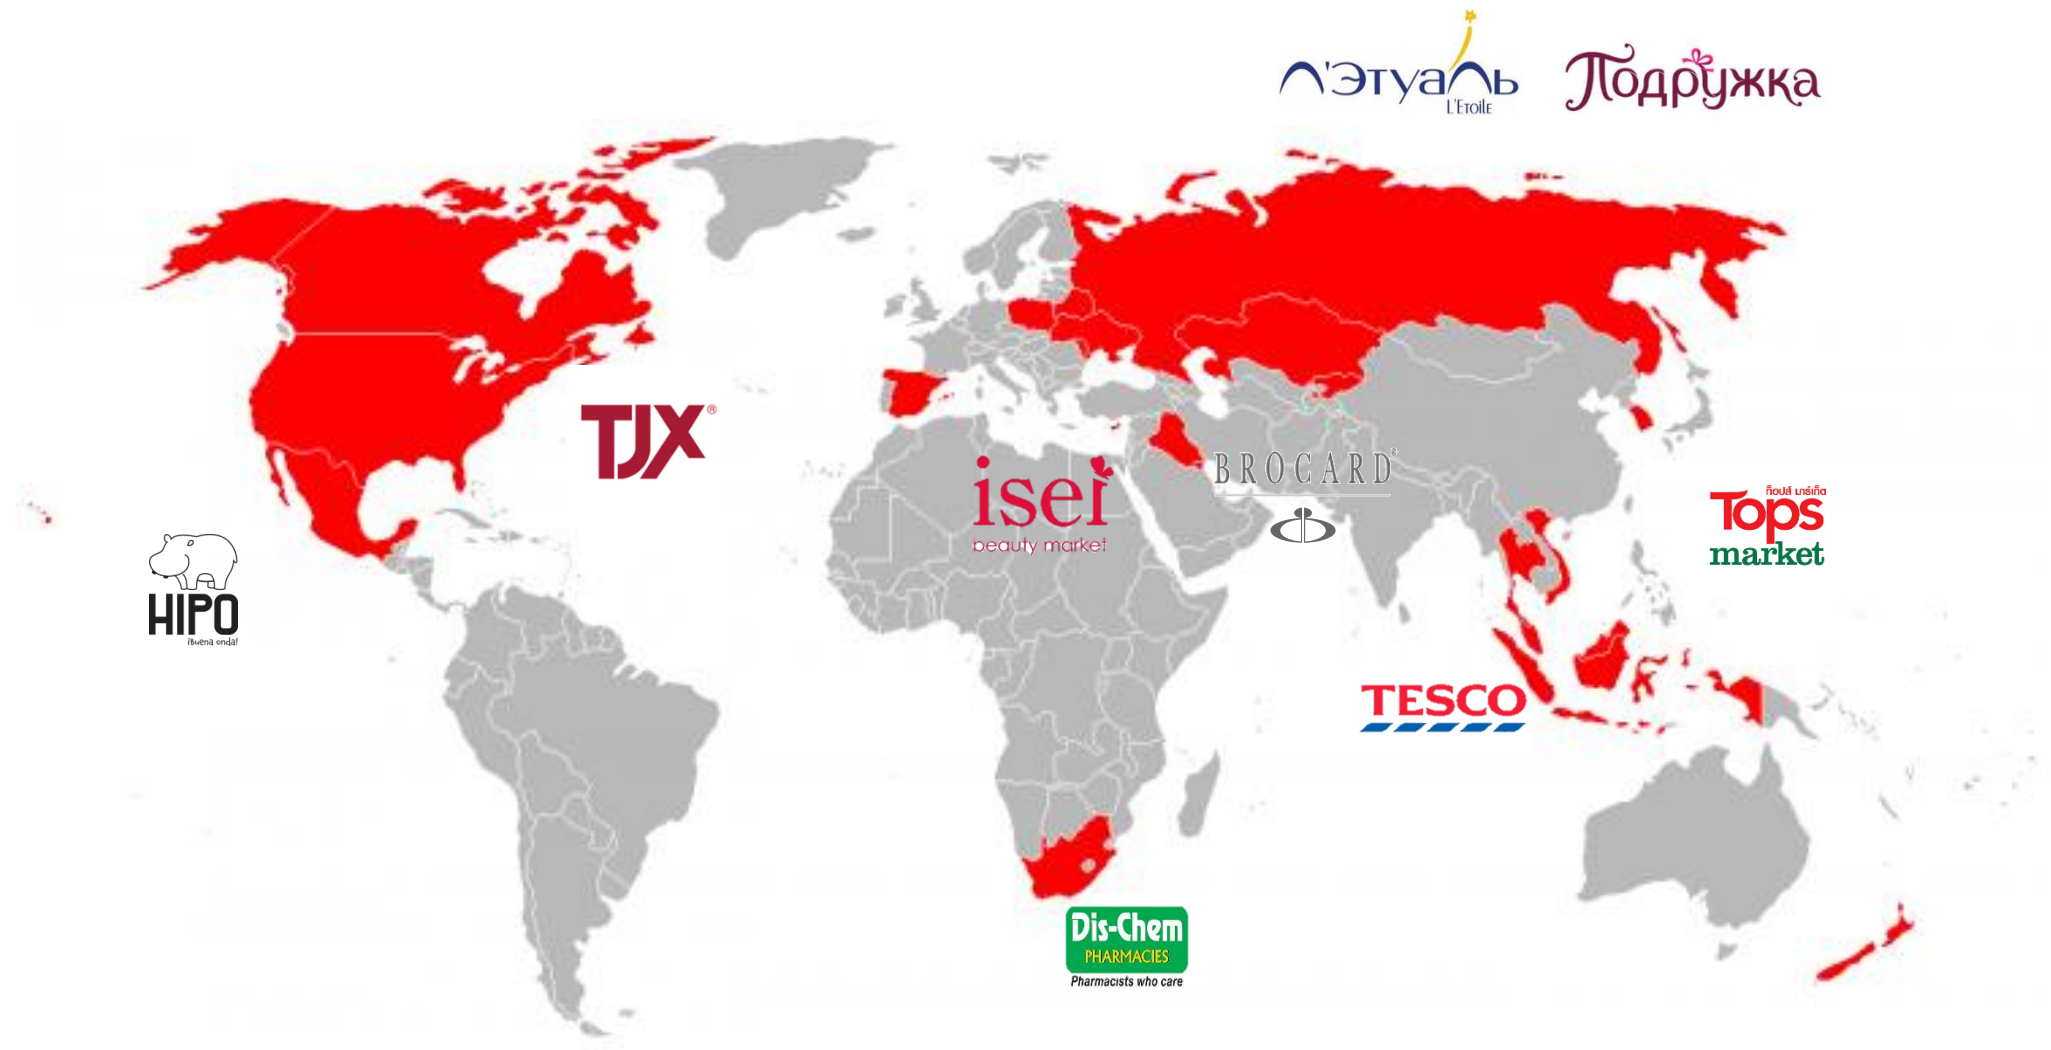 Л'Этуаль
L'Etoile
Подружка
TJX®
isei
beauty market
BROCARD®
ท็อปส์ มาร์เก็ต
Tops
market
HIPO
¡Buena onda!
TESCO
Dis-Chem
PHARMACIES
Pharmacists who care